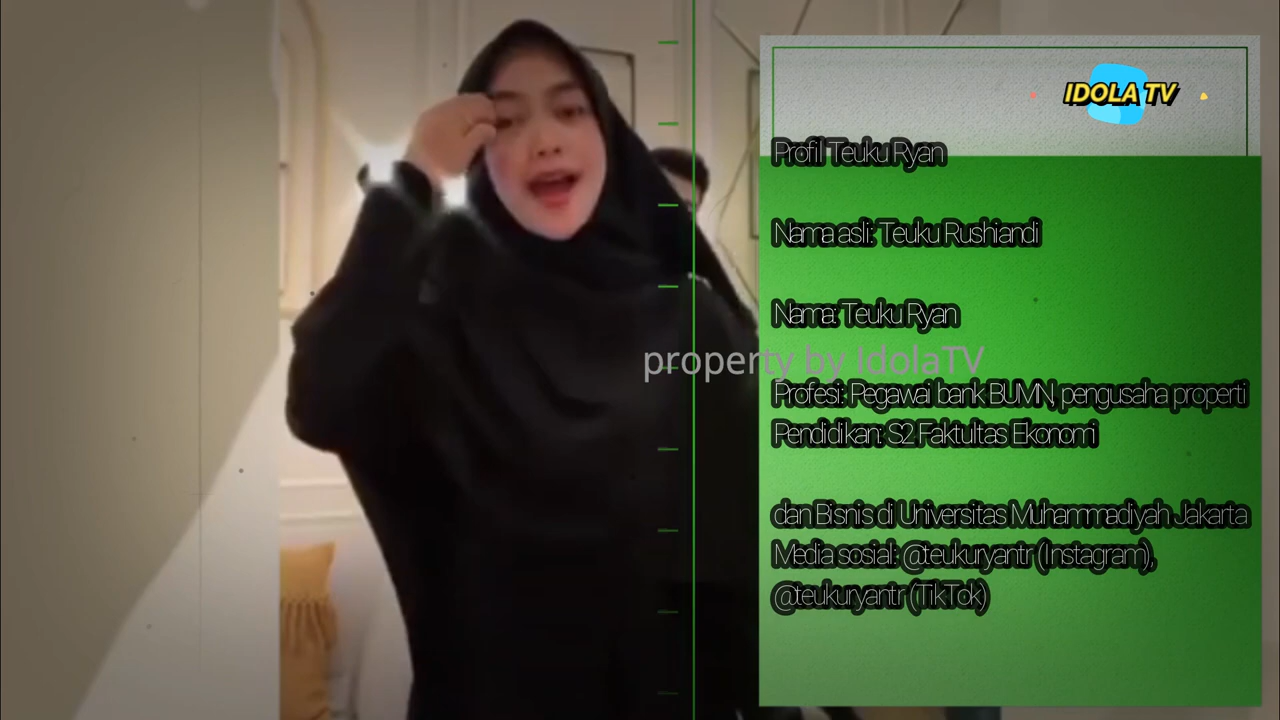 IDOLA TV
Profil Teuku Ryan
Nama asli: Teuku Rushiandi
Nama: Teuku Ryan
property by IdolaTV
Profesi: Pegawai bank BUMN, pengusaha properti
Pendidikan: S2 Faktultas Ekonomi
dan Bisnis di Universitas Muhammadiyah Jakarta
Media sosial: @teukuryantr (Instagram),
@teukuryantr (TikTok)